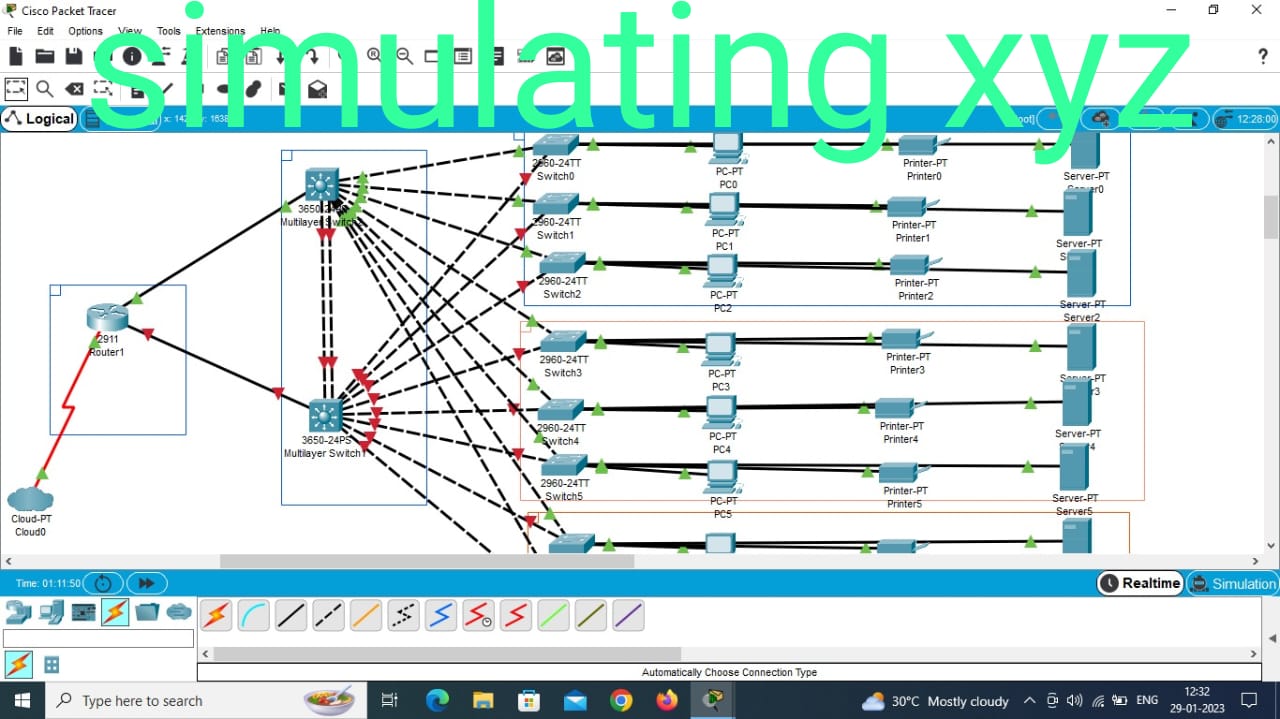 Cisco Packet Tracer
File Edit Options View Tools Extensions Help
simulating xyz
Logical
Root] 12:28:00
2960-24TT
Switch0
PC-PT
PC0
Printer-PT
Printer0
Server-PT
Server0
3650-24PS
Multilayer Switch
2960-24TT
Switch1
PC-PT
PC1
Printer-PT
Printer1
Server-PT
2960-24TT
Switch2
PC-PT
PC2
Printer-PT
Printer2
Server-PT
Server2
2911
Router1
2960-24TT
Switch3
PC-PT
PC3
Printer-PT
Printer3
Server-PT
2960-24TT
Switch4
PC-PT
PC4
Printer-PT
Printer4
Server-PT
3650-24PS
Multilayer Switch1
2960-24TT
Switch5
PC-PT
PC5
Printer-PT
Printer5
Server-PT
Server5
Cloud-PT
Cloud0
Time: 01:11:50
Realtime Simulation
Automatically Choose Connection Type
Type here to search
30°C Mostly cloudy
ENG
12:32
29-01-2023